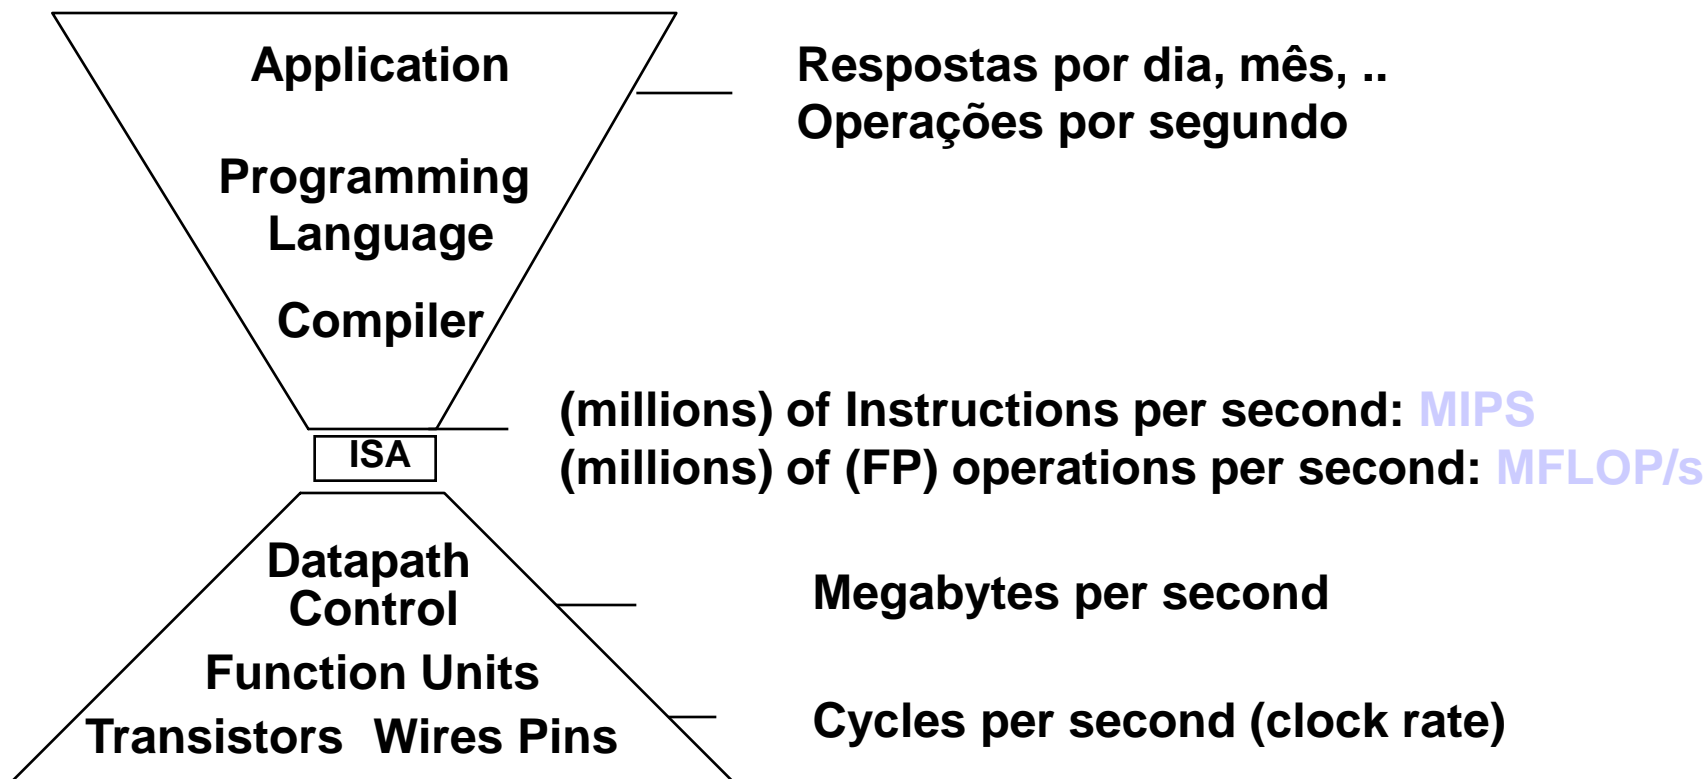 Application
Respostas por dia, mês, ..
Operações por segundo
Programming
Language
Compiler
(millions) of Instructions per second: MIPS
ISA
(millions) of (FP) operations per second: MFLOP/s
Datapath
Control
Megabytes per second
Function Units
Transistors Wires Pins
Cycles per second (clock rate)